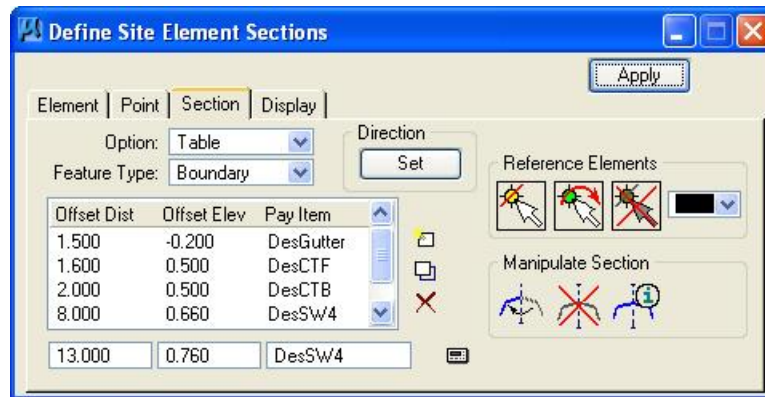 Define Site Element Sections
Apply
Element Point Section Display
Option: Table
Feature Type: Boundary
Direction
Set
Reference Elements
Offset Dist Offset Elev Pay Item
1.500 -0.200 DesGutter
1.600 0.500 DesCTF
2.000 0.500 DesCTB
8.000 0.660 DesSW4
Manipulate Section
13.000 0.760 DesSW4